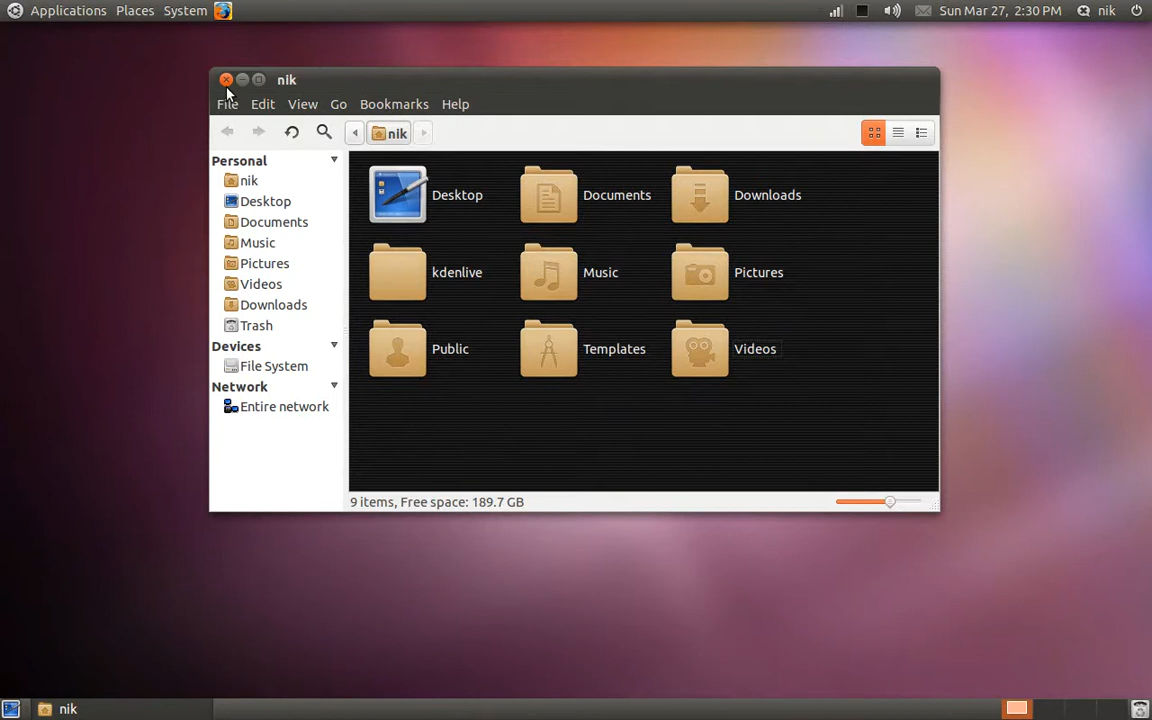 Applications Places System Sun Mar 27, 2:30 PM nik
nik
File Edit View Go Bookmarks Help
nik
Personal
nik
Desktop
Documents
Music
Pictures
Videos
Downloads
Trash
Devices
File System
Network
Entire network
Desktop Documents Downloads
kdenlive Music Pictures
Public Templates Videos
9 items, Free space: 189.7 GB
nik